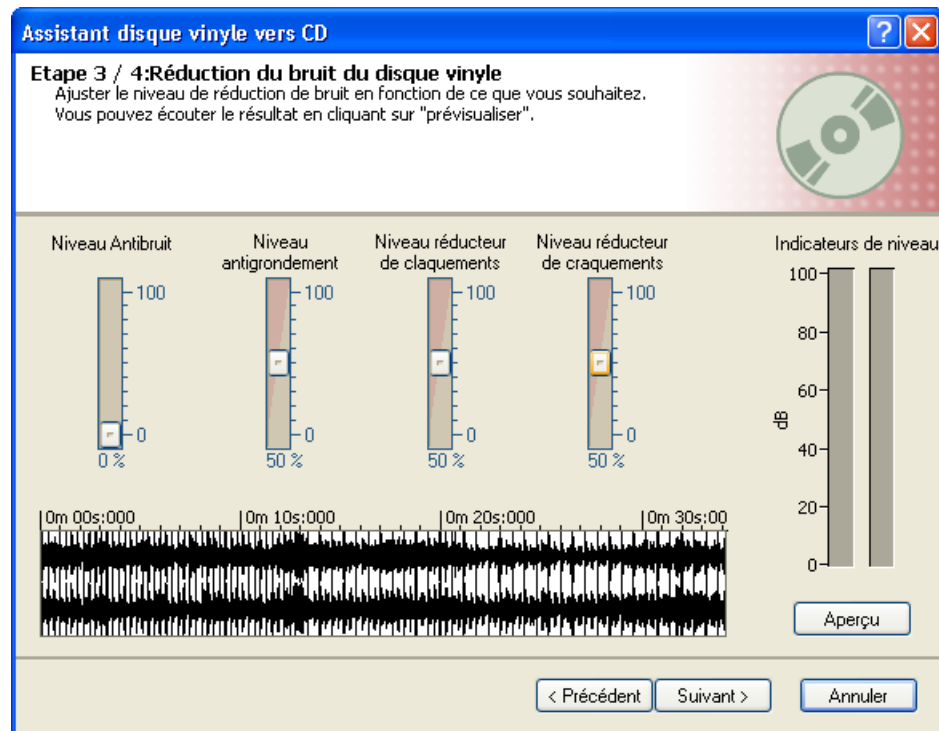 Assistant disque vinyle vers CD
Etape 3 / 4:Réduction du bruit du disque vinyle
Ajuster le niveau de réduction de bruit en fonction de ce que vous souhaitez.
Vous pouvez écouter le résultat en cliquant sur "prévisualiser".
Niveau Antibruit
100
0
0 %
Niveau
antigrondement
100
0
50 %
Niveau réducteur
de claquements
100
0
50 %
Niveau réducteur
de craquements
100
0
50 %
Indicateurs de niveau
100
80
60
40
20
0
dB
0m 00s:000 0m 10s:000 0m 20s:000 0m 30s:00
Aperçu
< Précédent Suivant > Annuler